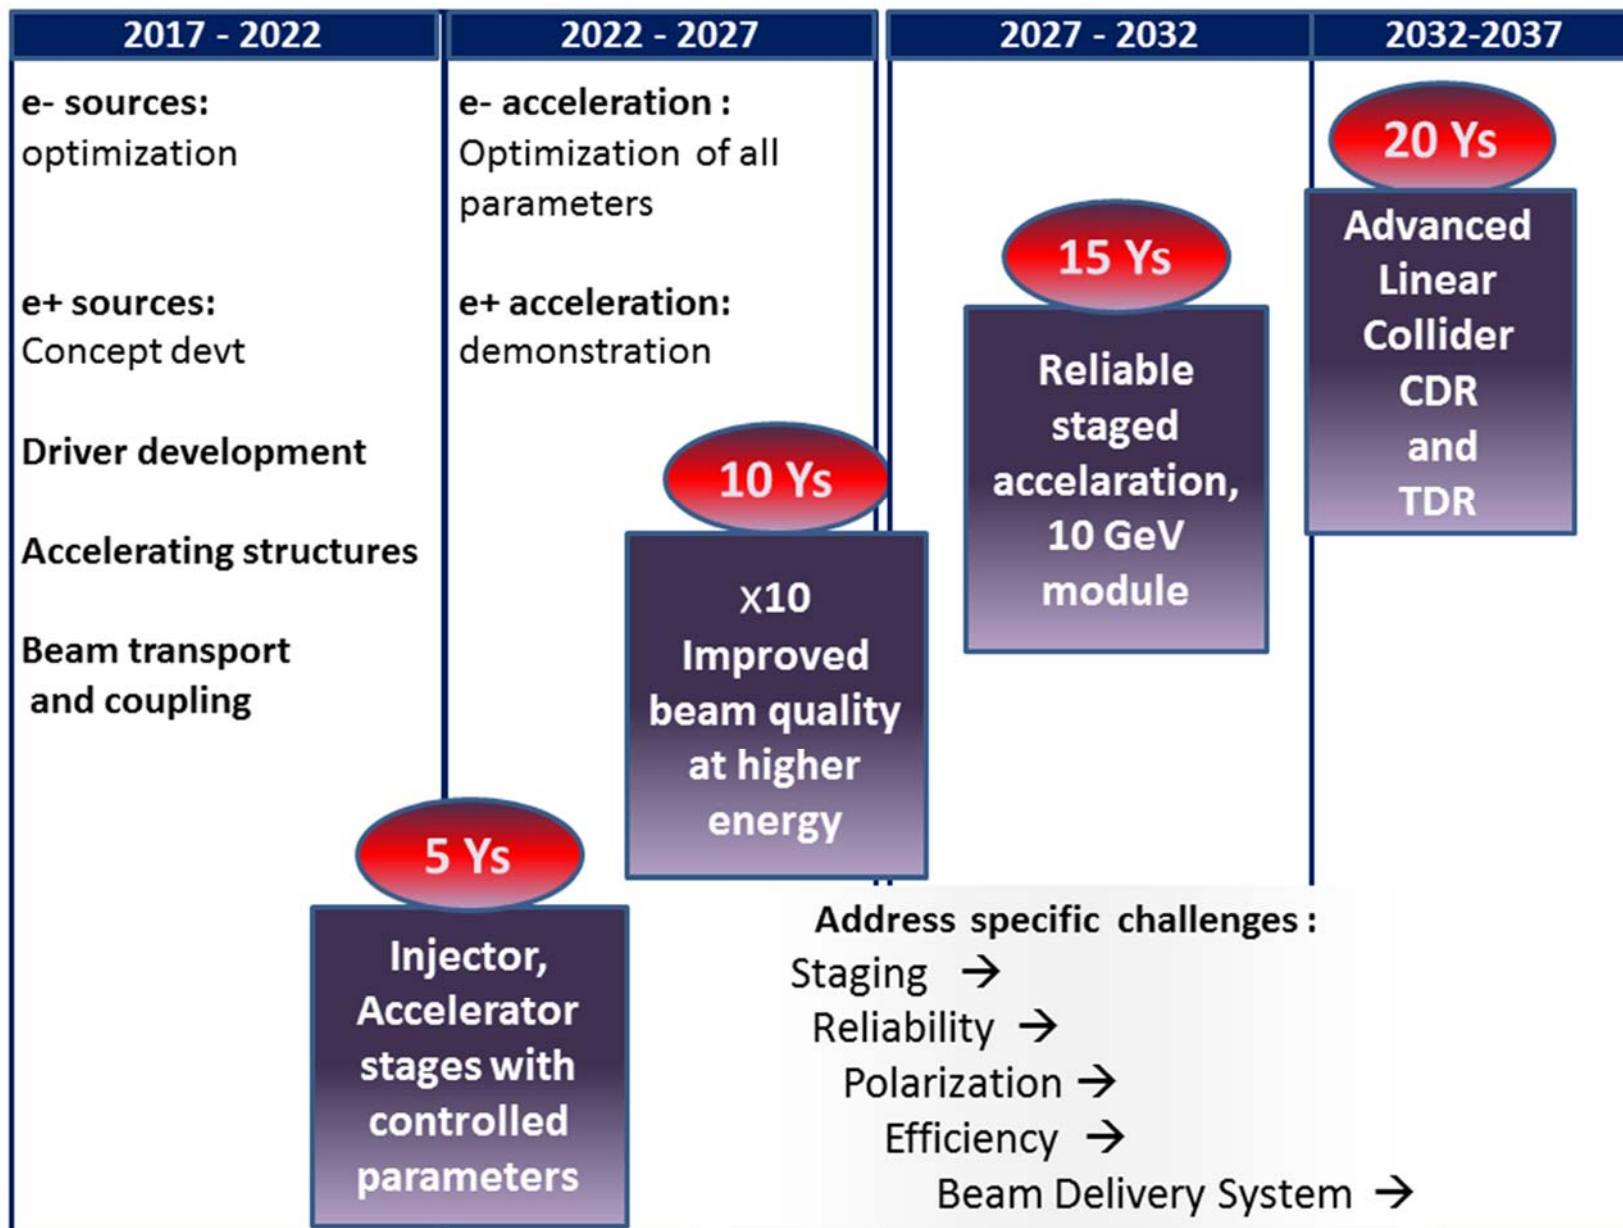 2017 - 2022
2022 - 2027
2027 - 2032
2032-2037
e- sources:
optimization
e+ sources:
Concept devt
Driver development
Accelerating structures
Beam transport
and coupling
e- acceleration :
Optimization of all
parameters
e+ acceleration:
demonstration
5 Ys
Injector,
Accelerator
stages with
controlled
parameters
10 Ys
x10
Improved
beam quality
at higher
energy
15 Ys
Reliable
staged
accelaration,
10 GeV
module
20 Ys
Advanced
Linear
Collider
CDR
and
TDR
Address specific challenges :
Staging →
Reliability →
Polarization →
Efficiency →
Beam Delivery System →